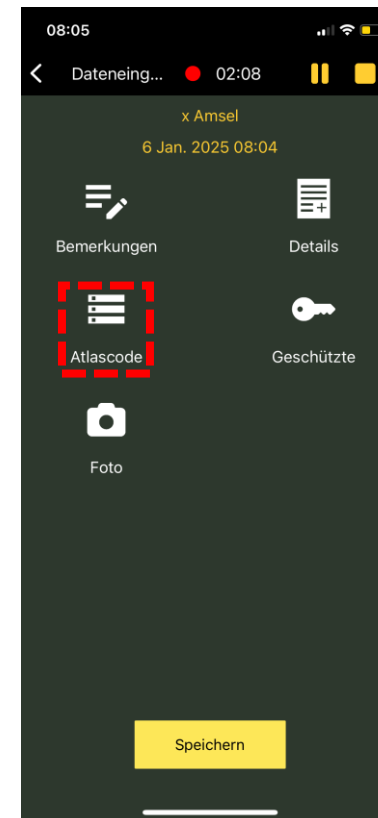 08:05
Dateneing... 02:08
x Amsel
6 Jan. 2025 08:04
Bemerkungen Details
Atlascode Geschützte
Foto
Speichern